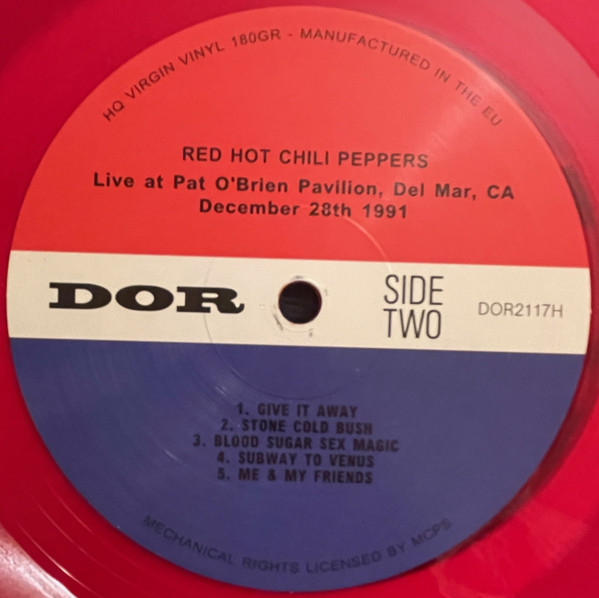 HQ VIRGIN VINYL 180GR - MANUFACTURED IN THE EU
RED HOT CHILI PEPPERS
Live at Pat O'Brien Pavilion, Del Mar, CA
December 28th 1991
DOR
SIDE
TWO
DOR2117H
1. GIVE IT AWAY
2. STONE COLD BUSH
3. BLOOD SUGAR SEX MAGIC
4. SUBWAY TO VENUS
5. ME & MY FRIENDS
MECHANICAL RIGHTS LICENSED BY MCPS